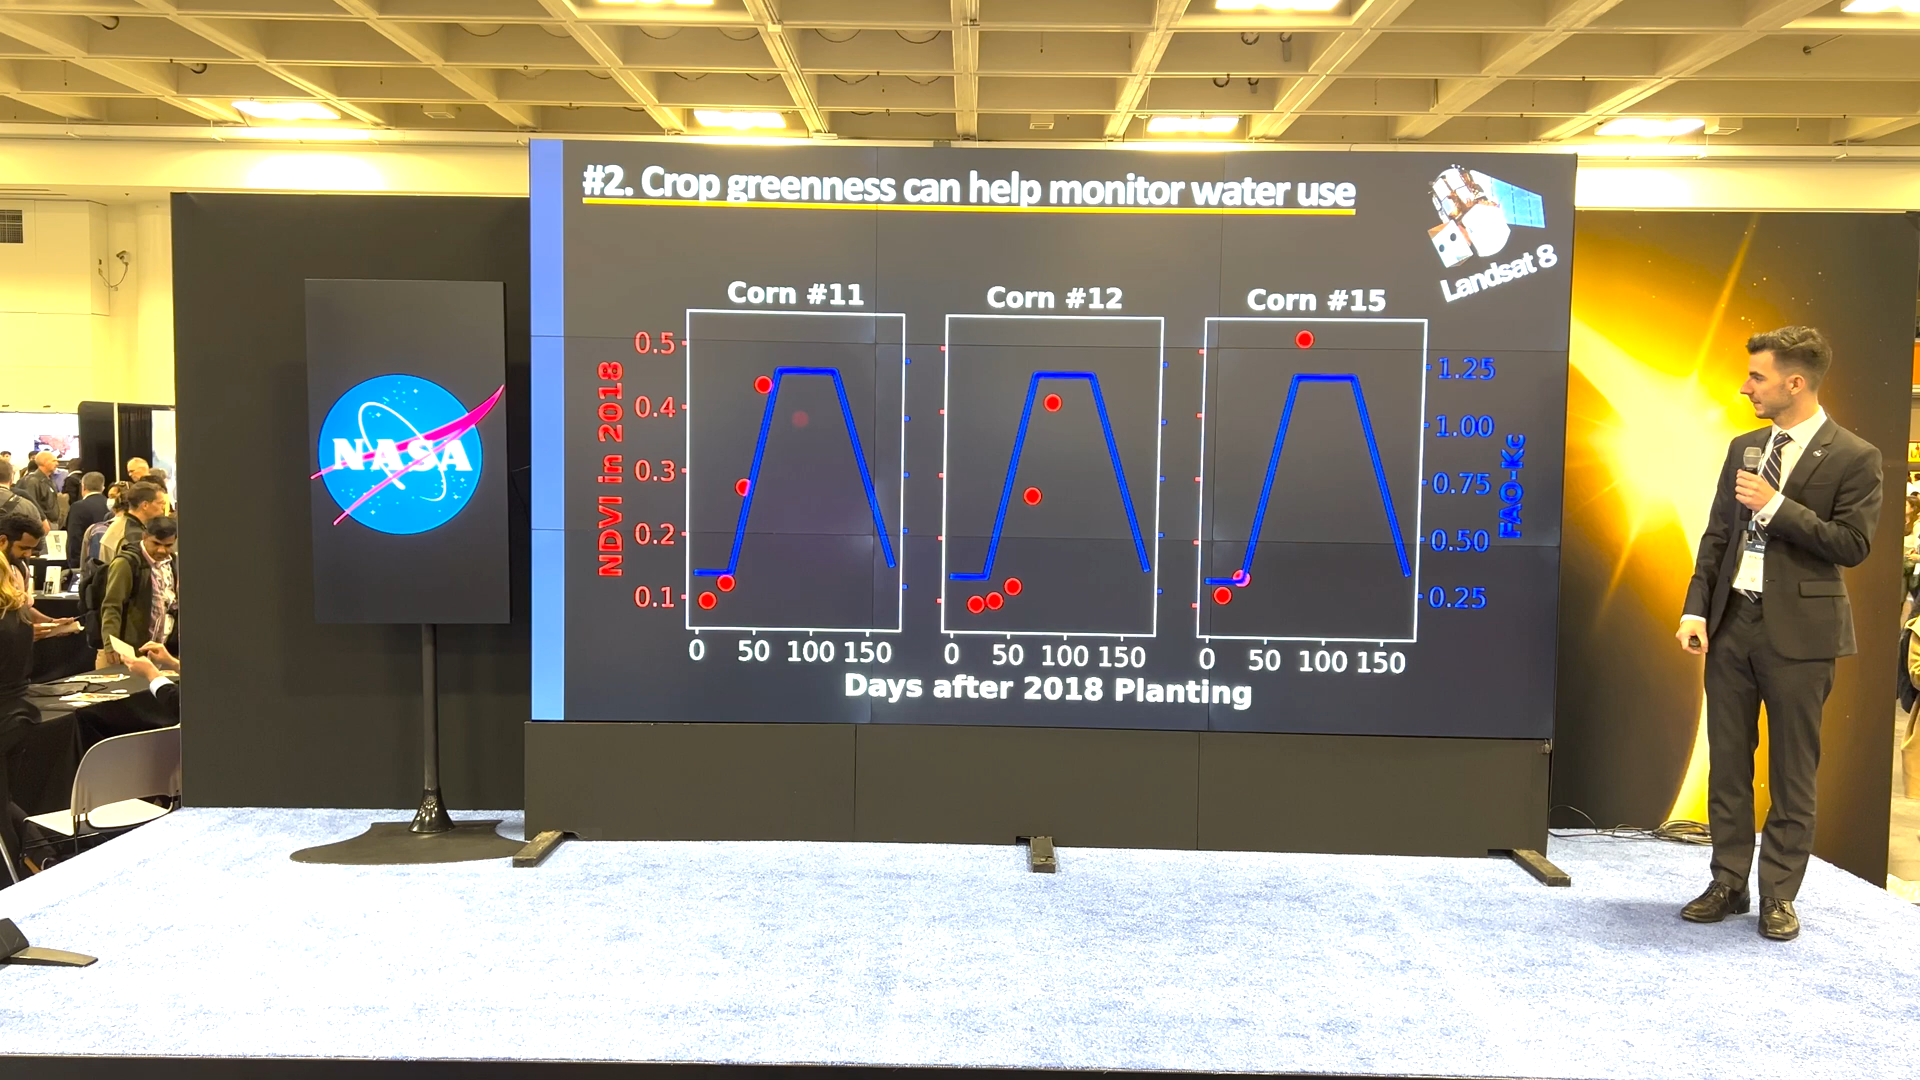 #2. Crop greenness can help monitor water use
Landsat 8
NASA
Corn #11
Corn #12
Corn #15
NDVI in 2018
0.5
0.4
0.3
0.2
0.1
1.25
1.00
0.75
0.50
0.25
FAO-Kc
0 50 100 150
0 50 100 150
0 50 100 150
Days after 2018 Planting